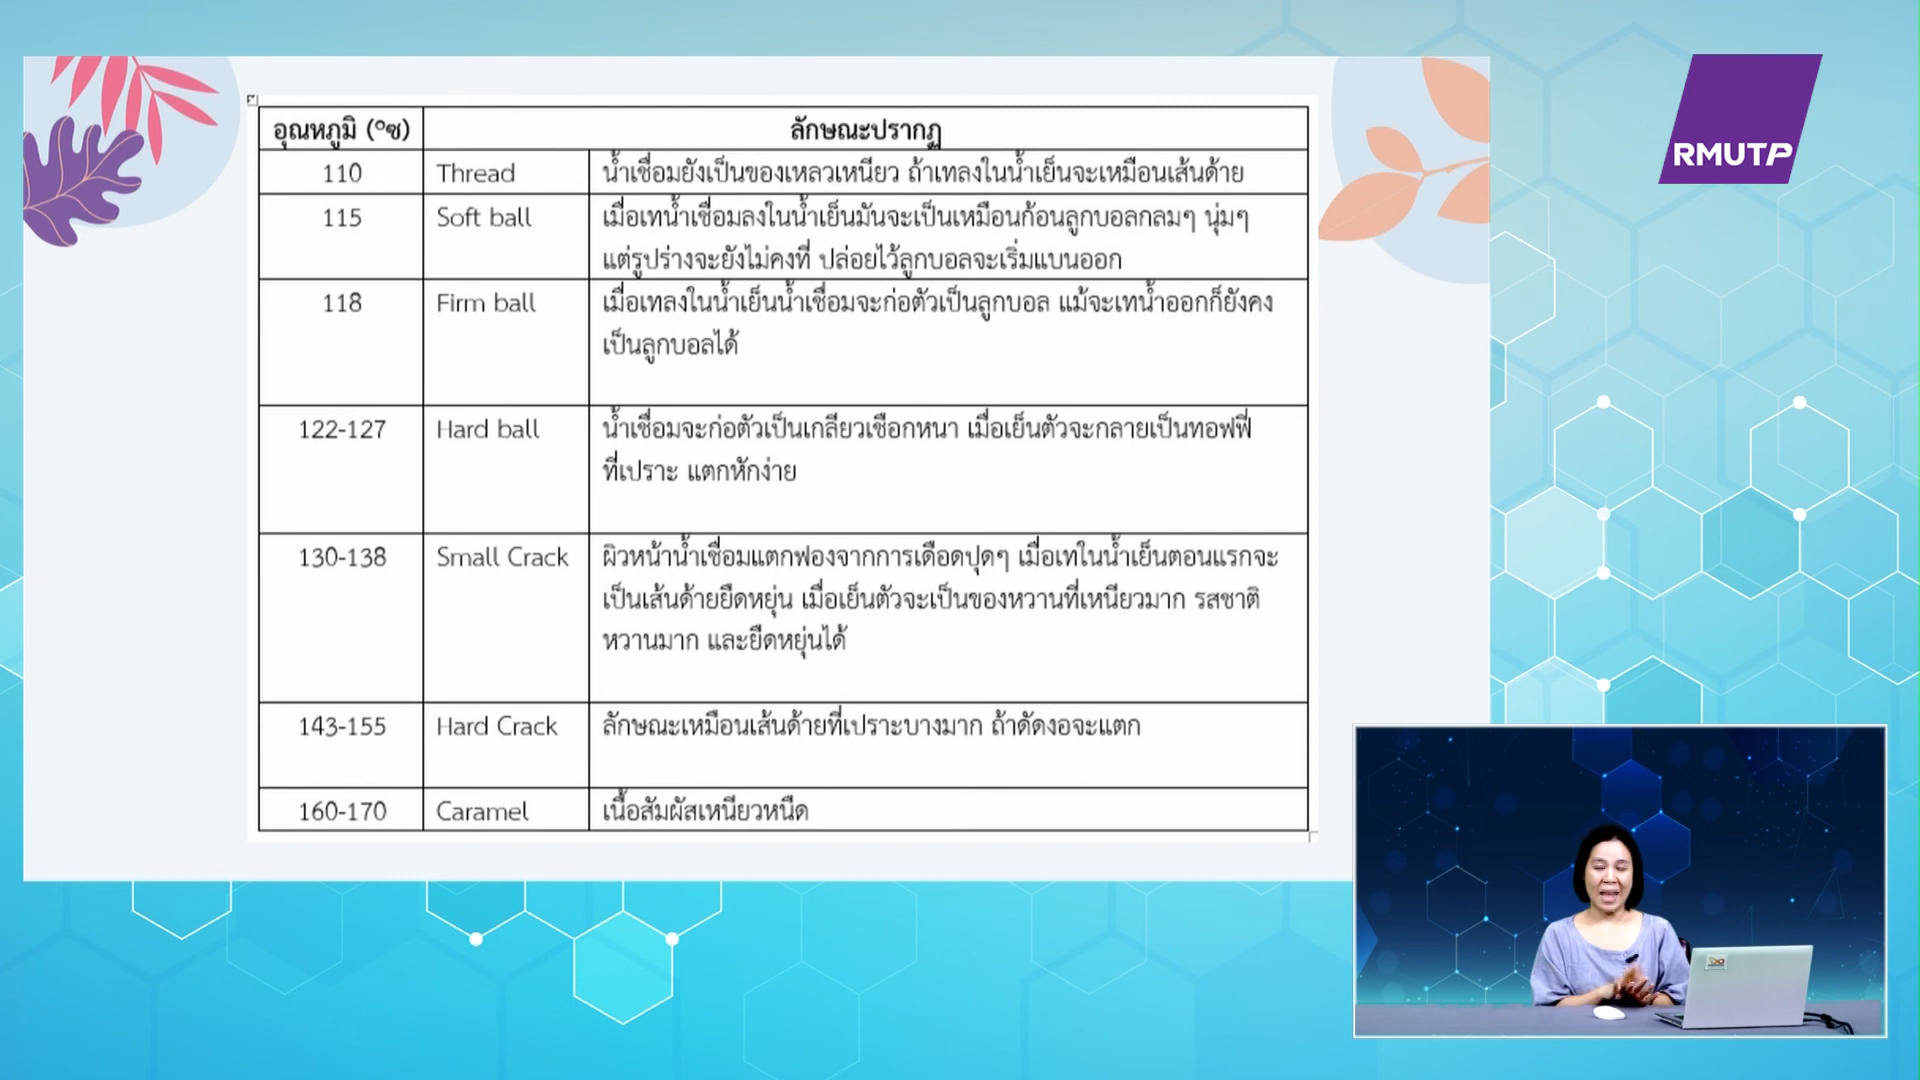 อุณหภูมิ (°ซ) ลักษณะปรากฏ
110 Thread น้ำเชื่อมยังเป็นของเหลวเหนียว ถ้าเทลงในน้ำเย็นจะเหมือนเส้นด้าย
115 Soft ball เมื่อเทน้ำเชื่อมลงในน้ำเย็นมันจะเป็นเหมือนก้อนลูกบอลกลมๆ นุ่มๆ
แต่รูปร่างจะยังไม่คงที่ ปล่อยไว้ลูกบอลจะเริ่มแบนออก
118 Firm ball เมื่อเทลงในน้ำเย็นน้ำเชื่อมจะก่อตัวเป็นลูกบอล แม้จะเทน้ำออกก็ยังคง
เป็นลูกบอลได้
122-127 Hard ball น้ำเชื่อมจะก่อตัวเป็นเกลียวเชือกหนา เมื่อเย็นตัวจะกลายเป็นทอฟฟี่
ที่เปราะ แตกหักง่าย
130-138 Small Crack ผิวหน้าน้ำเชื่อมแตกฟองจากการเดือดปุดๆ เมื่อเทในน้ำเย็นตอนแรกจะ
เป็นเส้นด้ายยืดหยุ่น เมื่อเย็นตัวจะเป็นของหวานที่เหนียวมาก รสชาติ
หวานมาก และยืดหยุ่นได้
143-155 Hard Crack ลักษณะเหมือนเส้นด้ายที่เปราะบางมาก ถ้าดัดงอจะแตก
160-170 Caramel เนื้อสัมผัสเหนียวหนืด
RMUTP